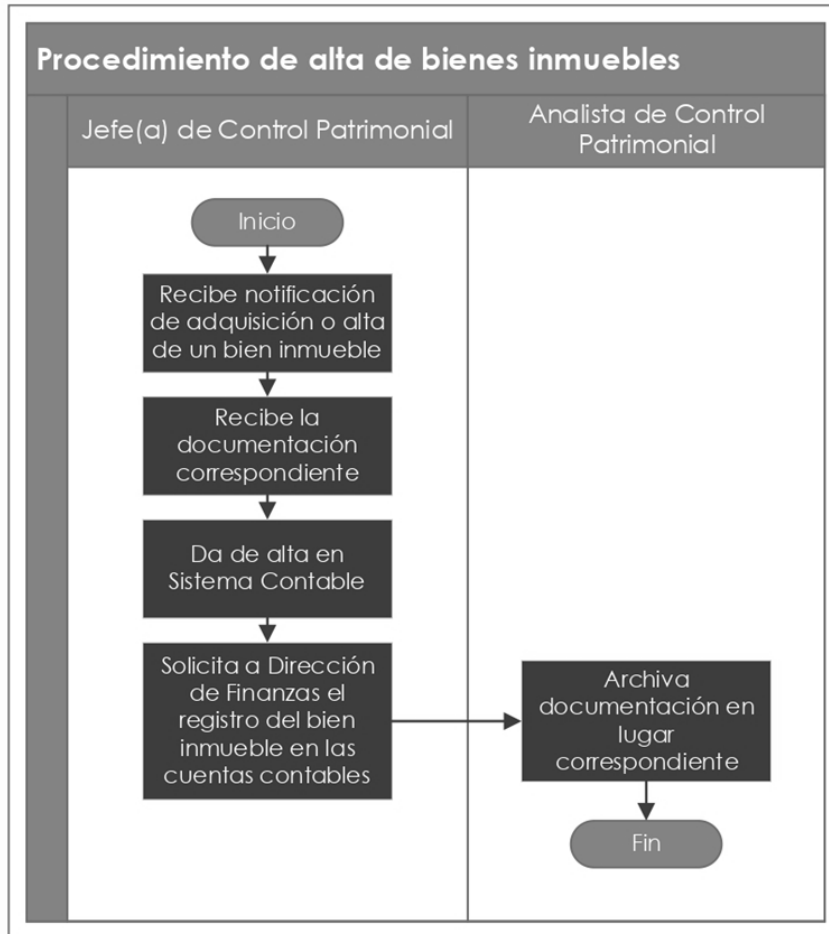 Procedimiento de alta de bienes inmuebles
Jefe(a) de Control Patrimonial
Analista de Control
Patrimonial
Inicio
Recibe notificación
de adquisición o alta
de un bien inmueble
Recibe la
documentación
correspondiente
Da de alta en
Sistema Contable
Solicita a Dirección
de Finanzas el
registro del bien
inmueble en las
cuentas contables
Archiva
documentación en
lugar
correspondiente
Fin